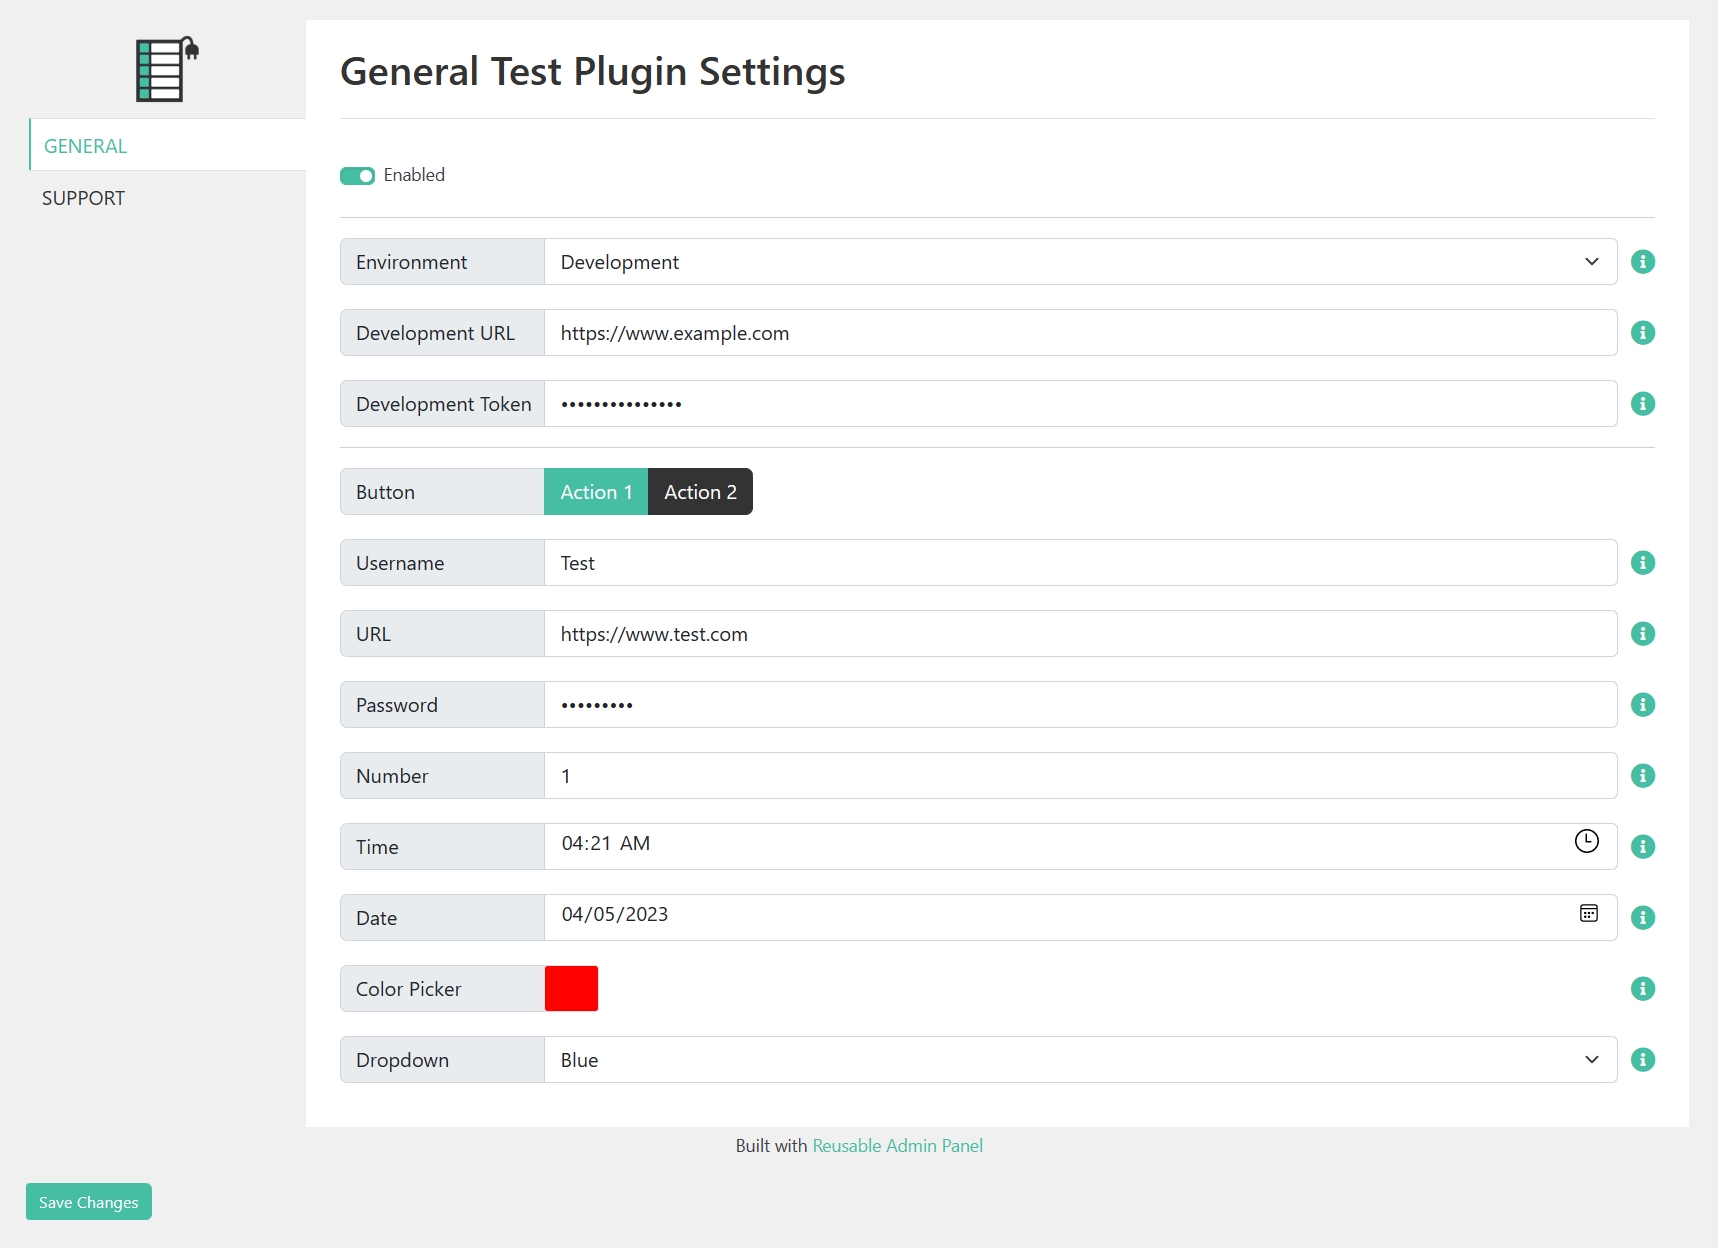 General Test Plugin Settings
GENERAL
SUPPORT
Enabled
Environment Development
Development URL https://www.example.com
Development Token •••••••••••••••
Button Action 1 Action 2
Username Test
URL https://www.test.com
Password •••••••••
Number 1
Time 04:21 AM
Date 04/05/2023
Color Picker
Dropdown Blue
Built with Reusable Admin Panel
Save Changes